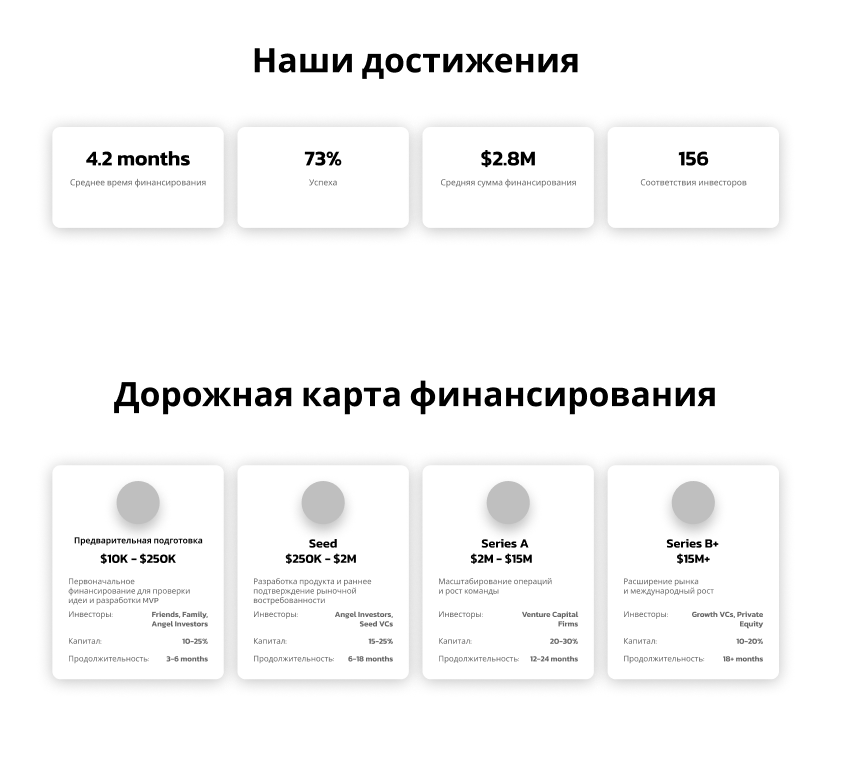 Наши достижения
4.2 months
Среднее время финансирования
73%
Успеха
$2.8M
Средняя сумма финансирования
156
Соответствия инвесторов
Дорожная карта финансирования
Предварительная подготовка
$10K – $250K
Первоначальное
финансирование для проверки
идеи и разработки MVP
Инвесторы: Friends, Family,
Angel Investors
Капитал: 10-25%
Продолжительность: 3-6 months
Seed
$250K – $2M
Разработка продукта и раннее
подтверждение рыночной
востребованности
Инвесторы: Angel Investors,
Seed VCs
Капитал: 15-25%
Продолжительность: 6-18 months
Series A
$2M – $15M
Масштабирование операций
и рост команды
Инвесторы: Venture Capital
Firms
Капитал: 20-30%
Продолжительность: 12-24 months
Series B+
$15M+
Расширение рынка
и международный рост
Инвесторы: Growth VCs, Private
Equity
Капитал: 10-20%
Продолжительность: 18+ months